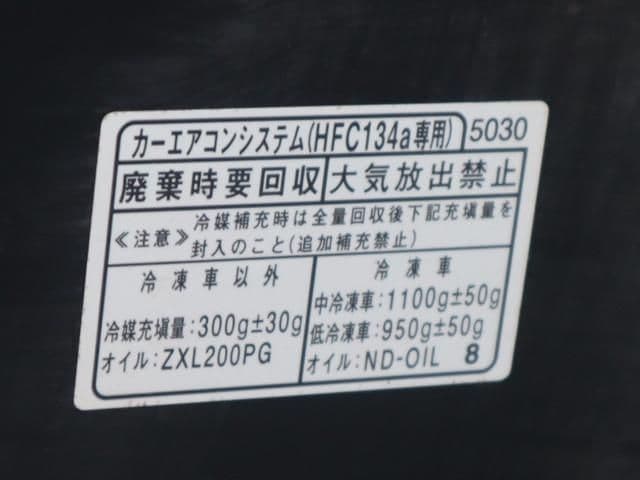 カーエアコンシステム(HFC134a専用) 5030
廃棄時要回収 大気放出禁止
≪注意≫ 冷媒補充時は全量回収後下記充填量を
封入のこと(追加補充禁止)
冷凍車以外
冷媒充填量:300g±30g
オイル:ZXL200PG
冷凍車
中冷凍車:1100g±50g
低冷凍車:950g±50g
オイル:ND-OIL 8